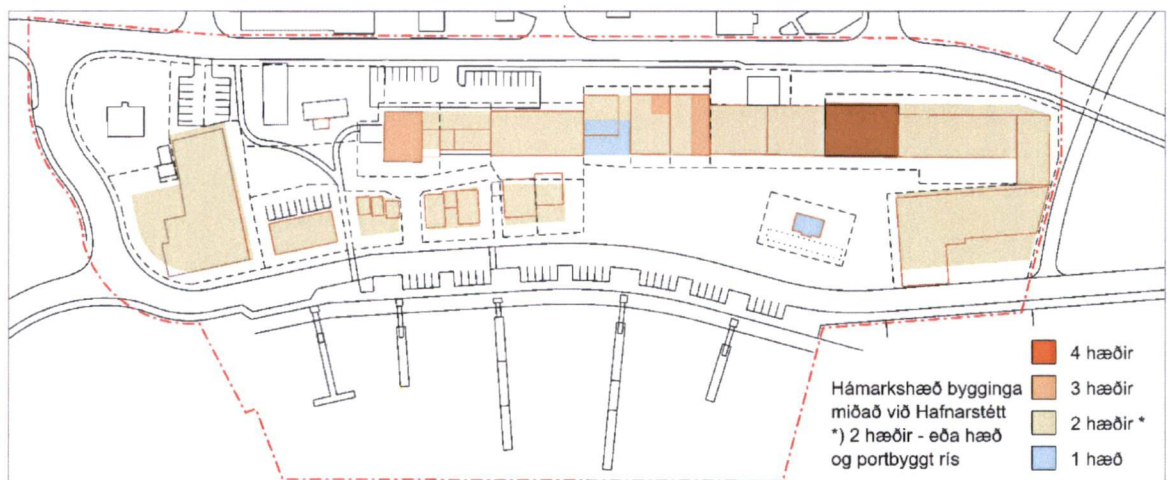 Hámarkshæð bygginga
miðað við Hafnarstétt
*) 2 hæðir - eða hæð
og portbyggt rís
4 hæðir
3 hæðir
2 hæðir *
1 hæð